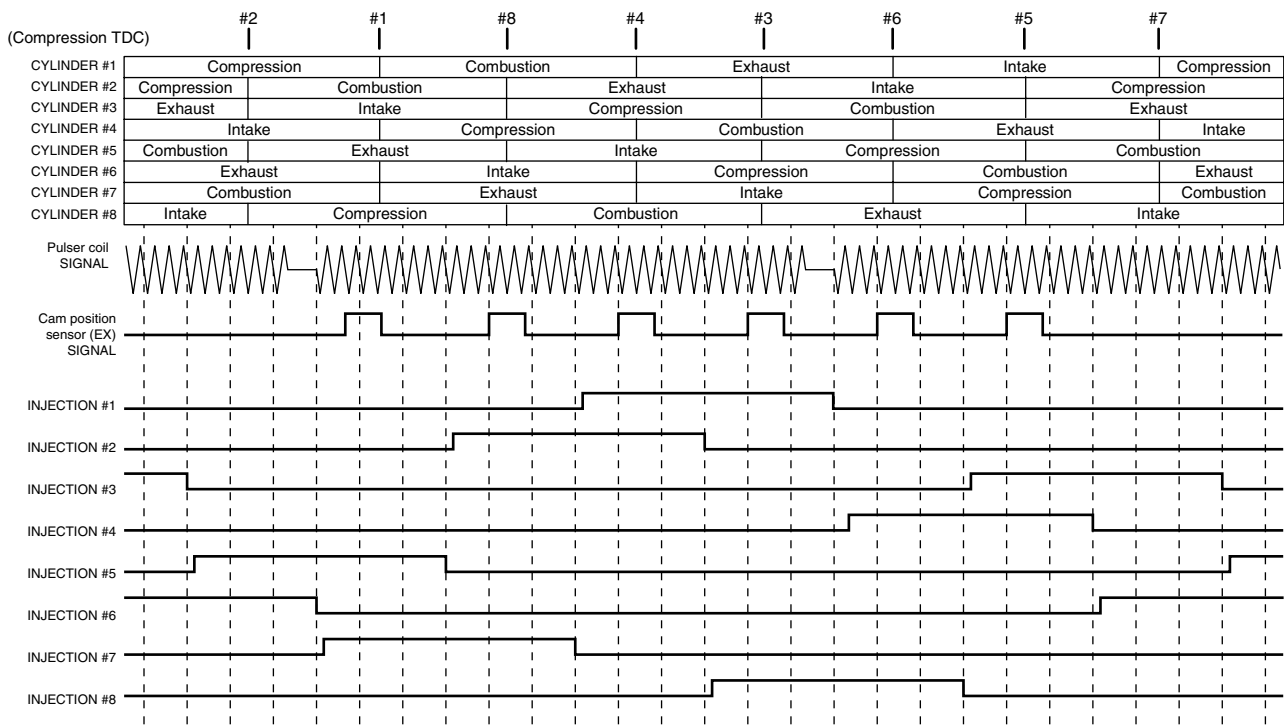 #2 #1 #8 #4 #3 #6 #5 #7
(Compression TDC)
CYLINDER #1 Compression Combustion Exhaust Intake Compression
CYLINDER #2 Compression Combustion Exhaust Intake Compression
CYLINDER #3 Exhaust Intake Compression Combustion Exhaust
CYLINDER #4 Intake Compression Combustion Exhaust Intake
CYLINDER #5 Combustion Exhaust Intake Compression Combustion
CYLINDER #6 Exhaust Intake Compression Combustion Exhaust
CYLINDER #7 Combustion Exhaust Intake Compression Combustion
CYLINDER #8 Intake Compression Combustion Exhaust Intake
Pulser coil
SIGNAL
Cam position
sensor (EX)
SIGNAL
INJECTION #1
INJECTION #2
INJECTION #3
INJECTION #4
INJECTION #5
INJECTION #6
INJECTION #7
INJECTION #8